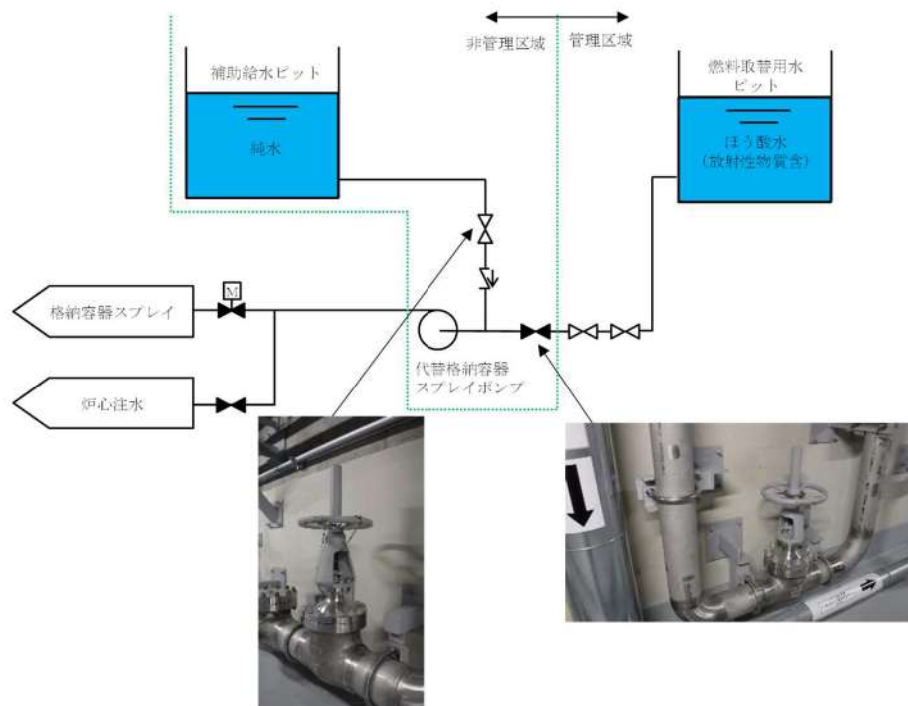 非管理区域
管理区域
補助給水ピット
純水
燃料取替用水
ピット
ほう酸水
(放射性物質含)
M
格納容器スプレイ
代替格納容器
スプレイポンプ
炉心注水